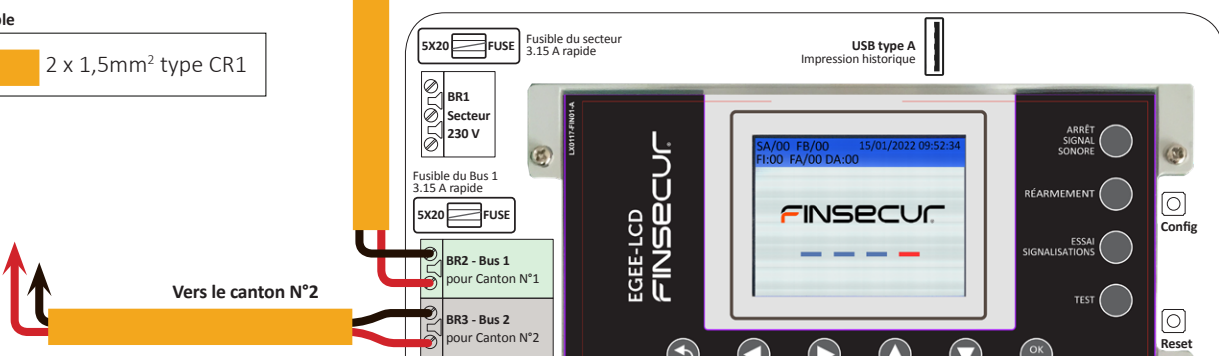 ble
2 x 1,5mm² type CR1
5X20 FUSE
Fusible du secteur
3.15 A rapide
BR1
Secteur
230 V
Fusible du Bus 1
3.15 A rapide
5X20 FUSE
BR2 - Bus 1
pour Canton N°1
BR3 - Bus 2
pour Canton N°2
Vers le canton N°2
USB type A
Impression historique
LX0117-FIN01-A
EGEE-LCD
FINSECUR
SA/00 FB/00 15/01/2022 09:52:34
FI:00 FA/00 DA:00
FINSECUR
ARRÊT
SIGNAL
SONORE
RÉARMEMENT
ESSAI
SIGNALISATIONS
TEST
OK
Config
Reset